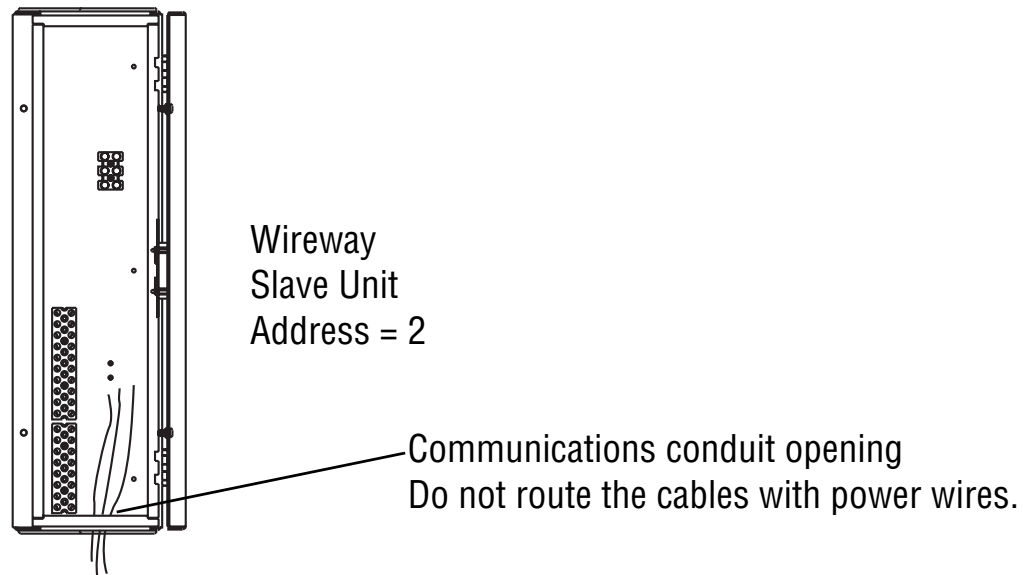 Wireway
Slave Unit
Address = 2
Communications conduit opening
Do not route the cables with power wires.